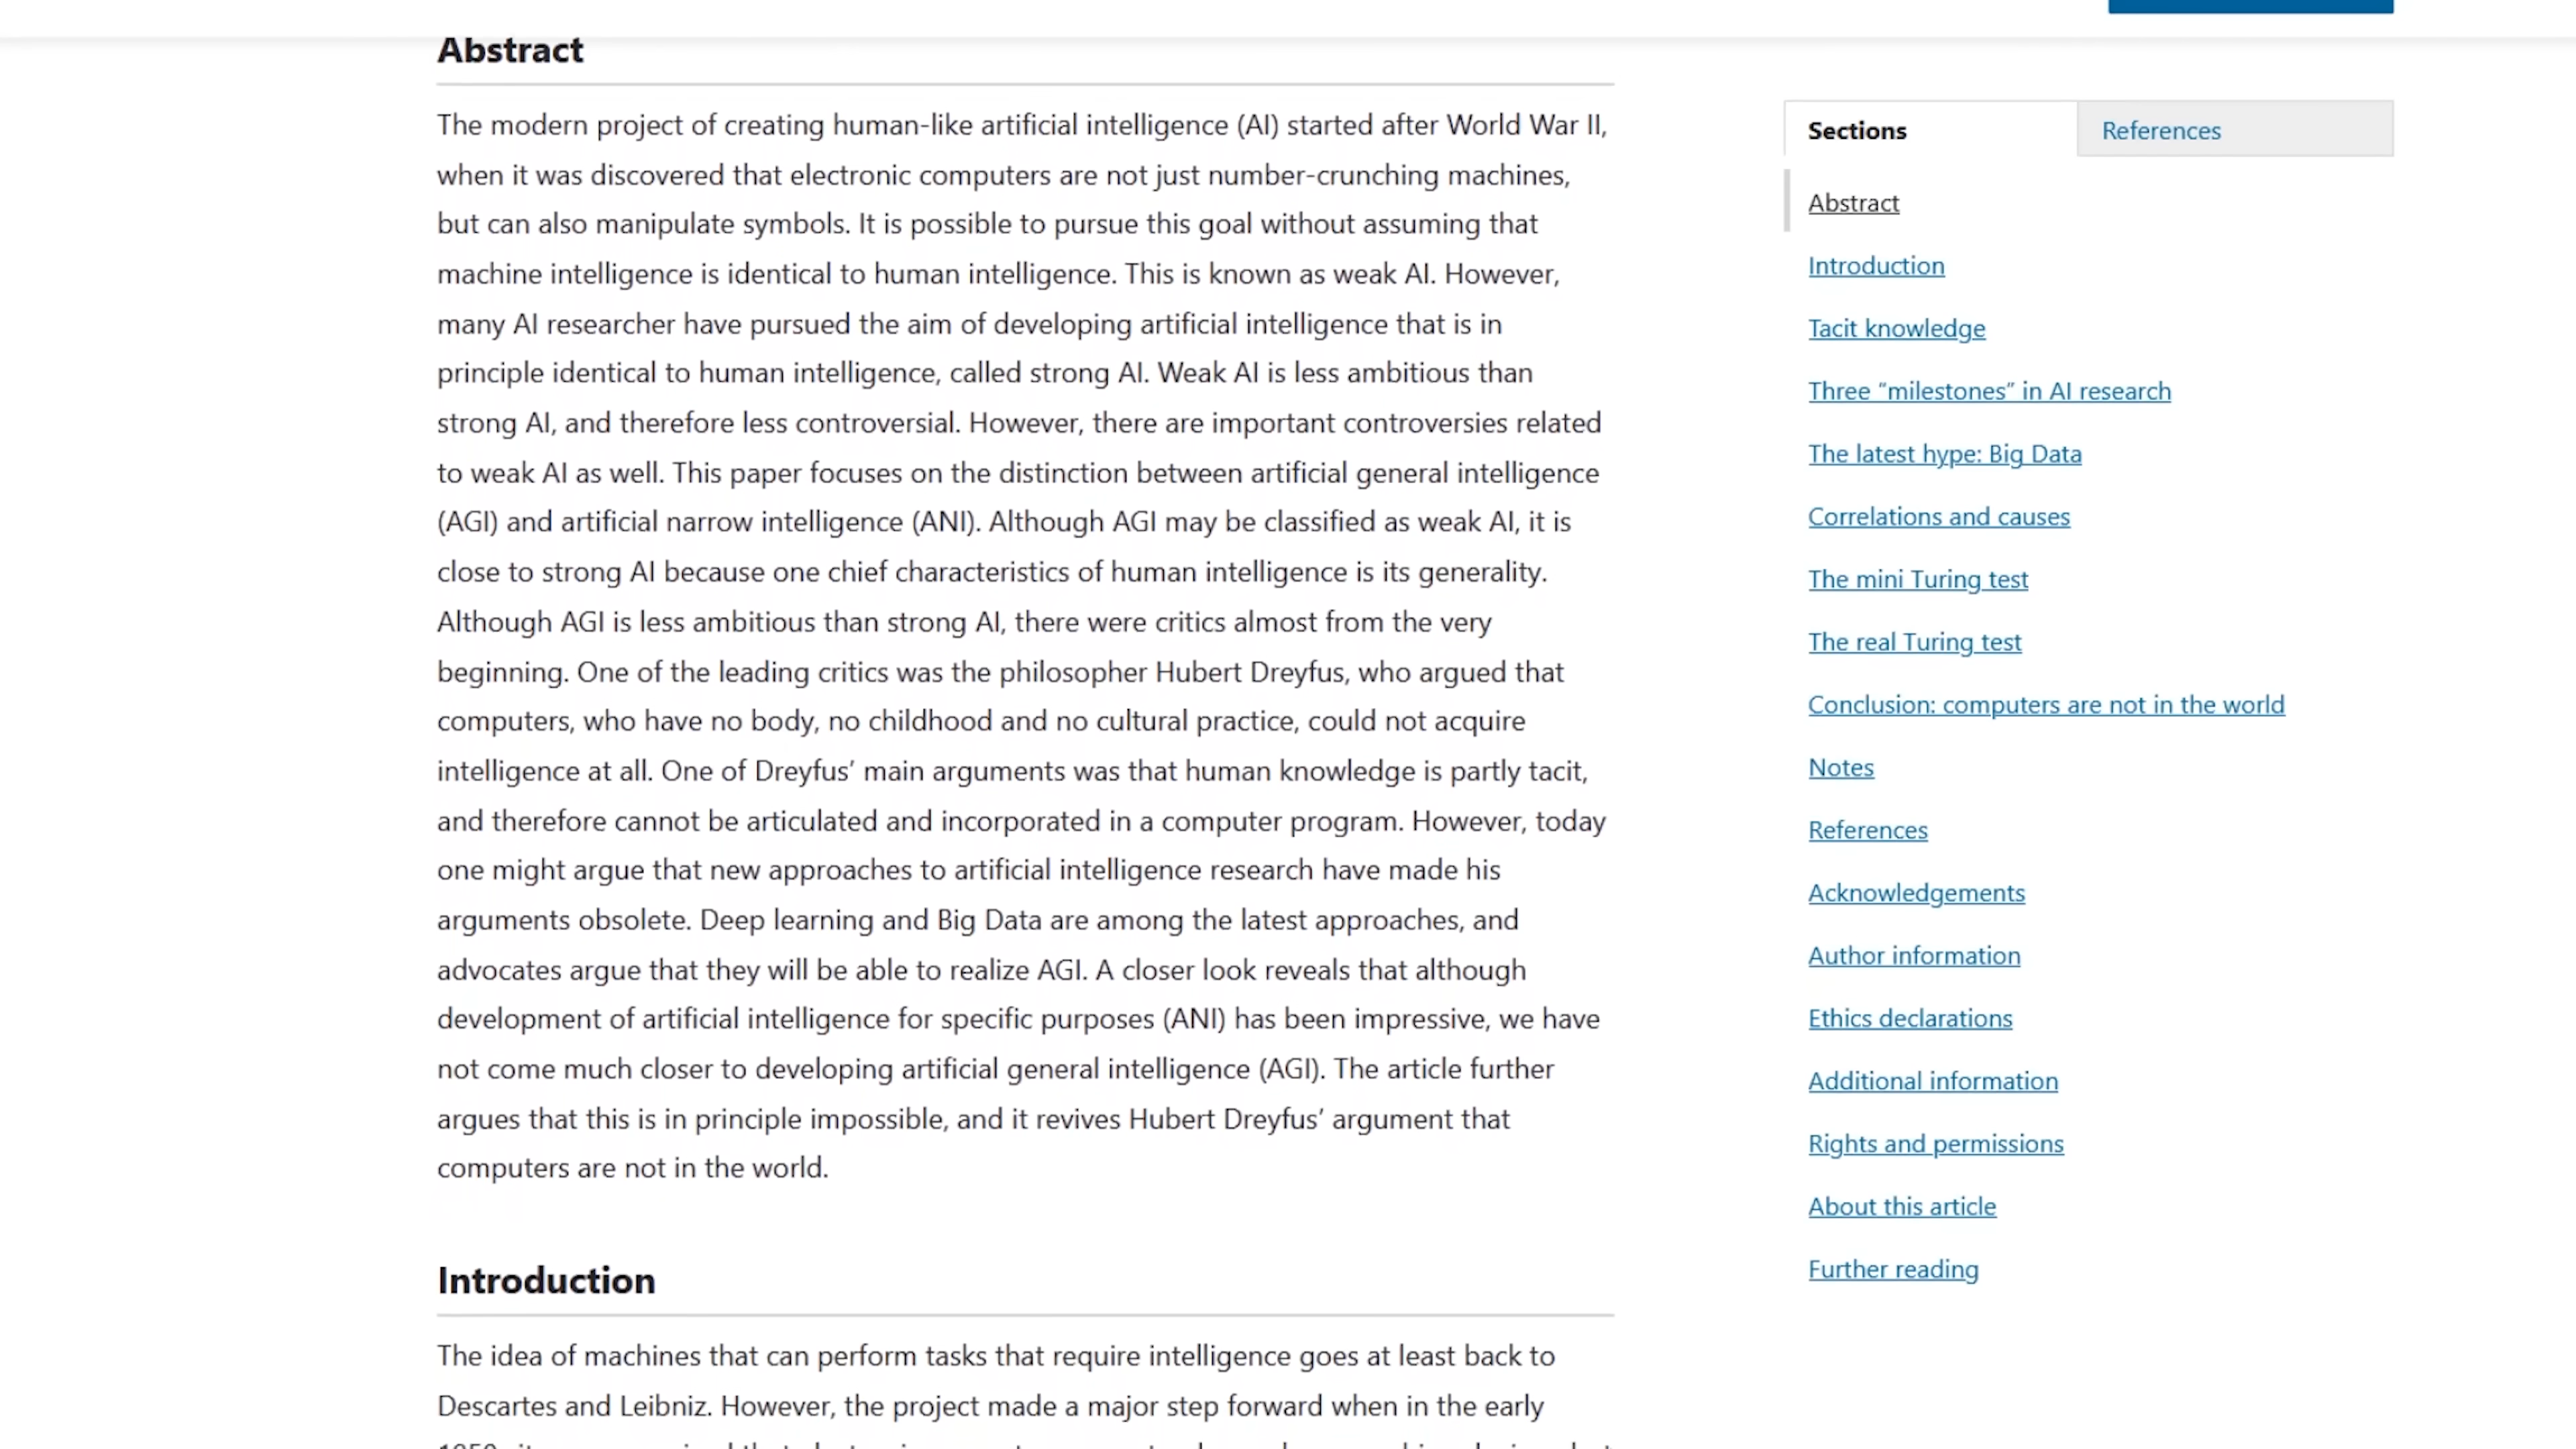 Abstract
The modern project of creating human-like artificial intelligence (AI) started after World War II,
when it was discovered that electronic computers are not just number-crunching machines,
but can also manipulate symbols. It is possible to pursue this goal without assuming that
machine intelligence is identical to human intelligence. This is known as weak AI. However,
many AI researcher have pursued the aim of developing artificial intelligence that is in
principle identical to human intelligence, called strong AI. Weak AI is less ambitious than
strong AI, and therefore less controversial. However, there are important controversies related
to weak AI as well. This paper focuses on the distinction between artificial general intelligence
(AGI) and artificial narrow intelligence (ANI). Although AGI may be classified as weak AI, it is
close to strong AI because one chief characteristics of human intelligence is its generality.
Although AGI is less ambitious than strong AI, there were critics almost from the very
beginning. One of the leading critics was the philosopher Hubert Dreyfus, who argued that
computers, who have no body, no childhood and no cultural practice, could not acquire
intelligence at all. One of Dreyfus’ main arguments was that human knowledge is partly tacit,
and therefore cannot be articulated and incorporated in a computer program. However, today
one might argue that new approaches to artificial intelligence research have made his
arguments obsolete. Deep learning and Big Data are among the latest approaches, and
advocates argue that they will be able to realize AGI. A closer look reveals that although
development of artificial intelligence for specific purposes (ANI) has been impressive, we have
not come much closer to developing artificial general intelligence (AGI). The article further
argues that this is in principle impossible, and it revives Hubert Dreyfus’ argument that
computers are not in the world.
Introduction
The idea of machines that can perform tasks that require intelligence goes at least back to
Descartes and Leibniz. However, the project made a major step forward when in the early
Sections
References
Abstract
Introduction
Tacit knowledge
Three “milestones” in AI research
The latest hype: Big Data
Correlations and causes
The mini Turing test
The real Turing test
Conclusion: computers are not in the world
Notes
References
Acknowledgements
Author information
Ethics declarations
Additional information
Rights and permissions
About this article
Further reading